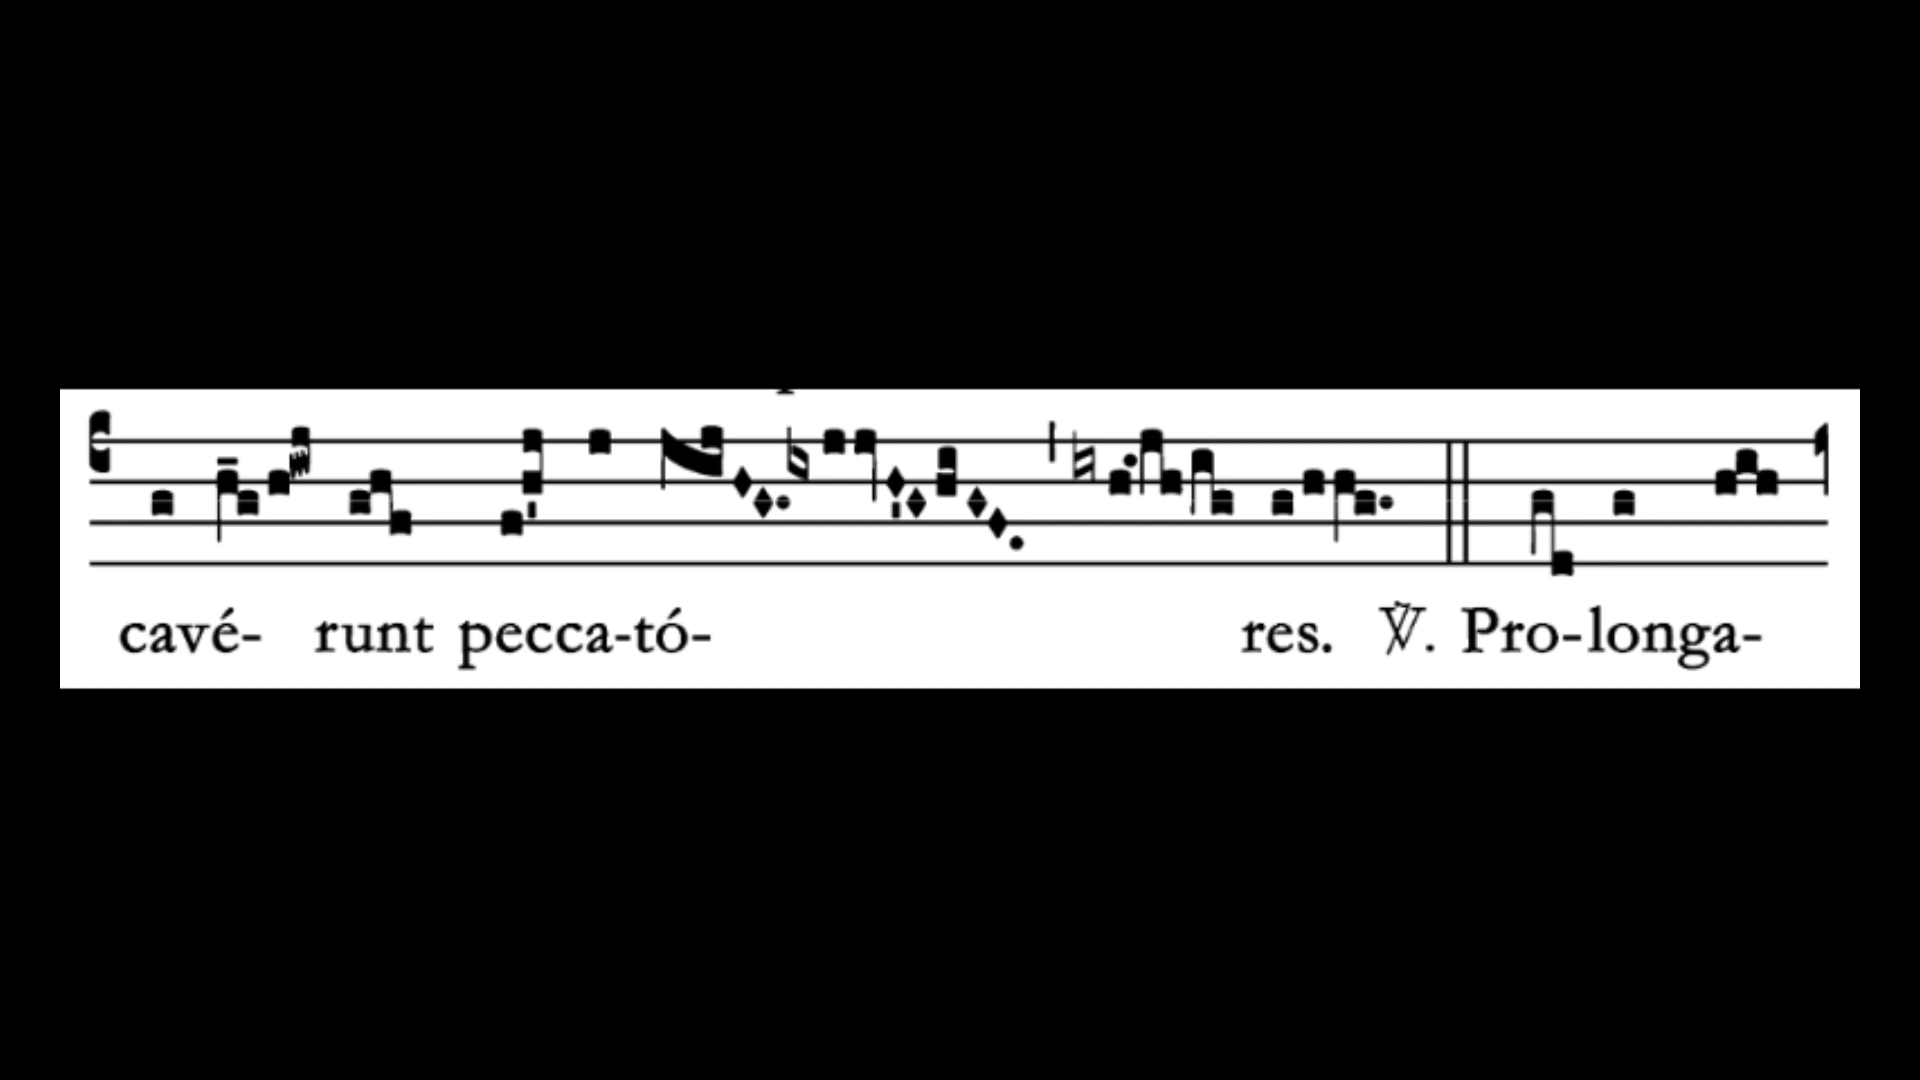 cavé- runt pecca-tó- res. ℣. Pro-longa-